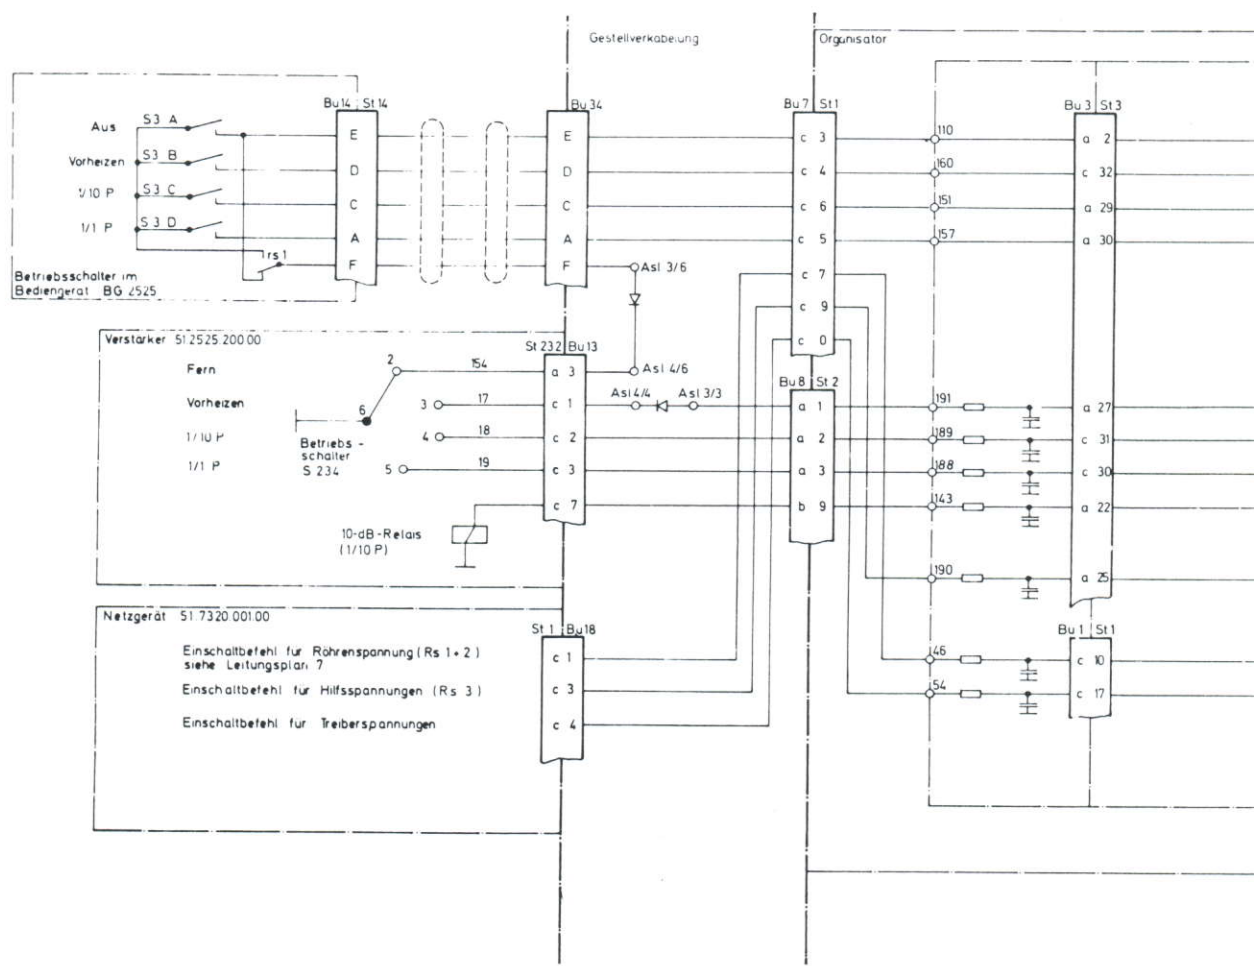 Gestellverkabelung
Organisator
Bu 14 St 14
Bu 34
Bu 7 St 1
Bu 3 St 3
Aus
S 3 A
E
E
c 3
110
a 2
Vorheizen
S 3 B
D
D
c 4
160
c 32
1/10 P
S 3 C
C
C
c 6
151
a 29
1/1 P
S 3 D
A
A
c 5
157
a 30
rs 1
F
F
Asl 3/6
c 7
Betriebsschalter im
Bediengerät BG 2525
c 9
c 0
Verstärker 51.2525.200.00
St 232 Bu 13
Fern
2
154
a 3
Asl 4/6
Bu 8 St 2
Vorheizen
3
17
c 1
Asl 4/4
Asl 3/3
a 1
191
a 27
6
1/10 P
4
18
c 2
a 2
189
c 31
Betriebs-
schalter
S 234
1/1 P
5
19
c 3
a 3
188
c 30
c 7
b 9
143
a 22
10-dB-Relais
(1/10 P)
190
a 25
Netzgerät 51.7320.001.00
St 1 Bu 18
Bu 1 St 1
Einschaltbefehl für Röhrenspannung (Rs 1+2)
siehe Leitungsplan 7
c 1
46
c 10
Einschaltbefehl für Hilfsspannungen (Rs 3)
c 3
54
c 17
Einschaltbefehl für Treiberspannungen
c 4